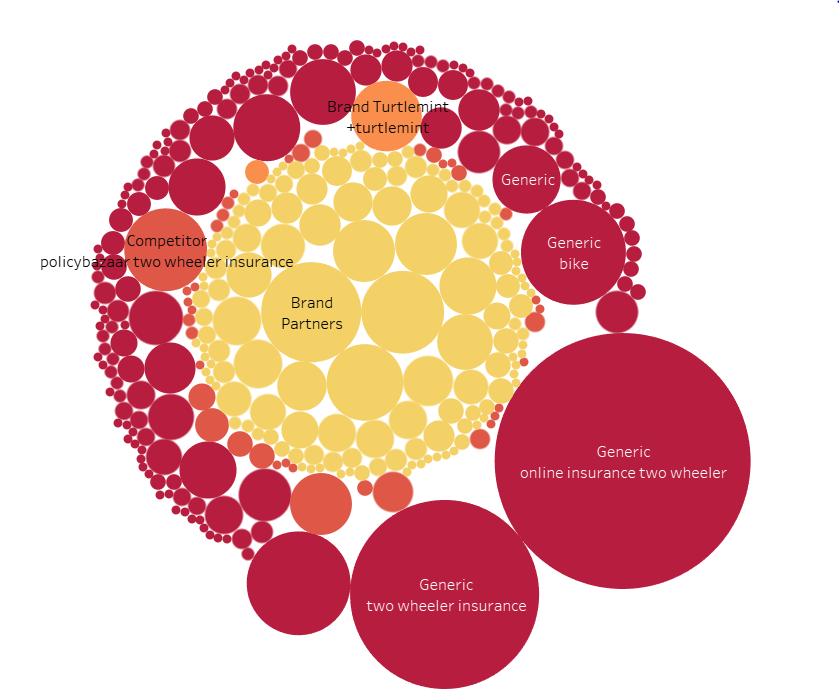 Brand Turtlemint
+turtlemint
Generic
Competitor
policybazaar two wheeler insurance
Generic
bike
Brand
Partners
Generic
online insurance two wheeler
Generic
two wheeler insurance